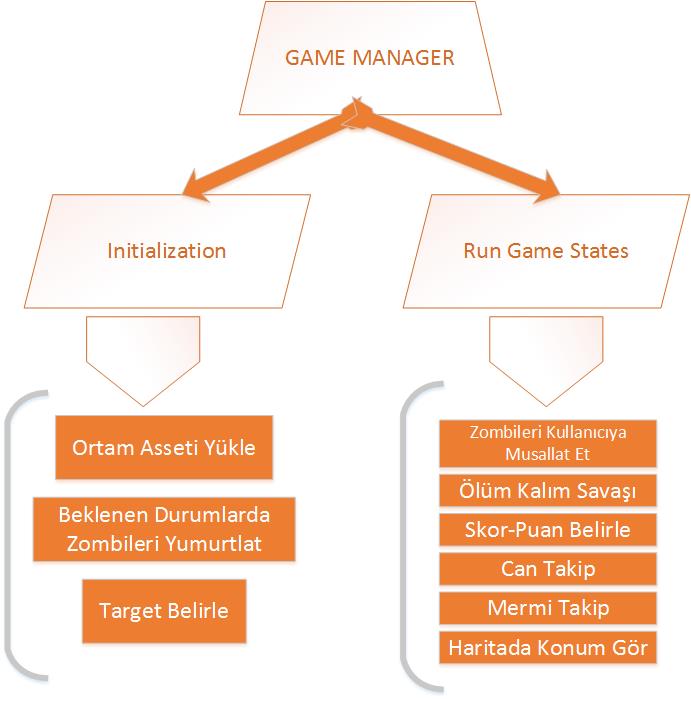 GAME MANAGER
Initialization
Run Game States
Ortam Asseti Yükle
Beklenen Durumlarda
Zombileri Yumurtlat
Target Belirle
Zombileri Kullanıcıya
Musallat Et
Ölüm Kalım Savaşı
Skor-Puan Belirle
Can Takip
Mermi Takip
Haritada Konum Gör